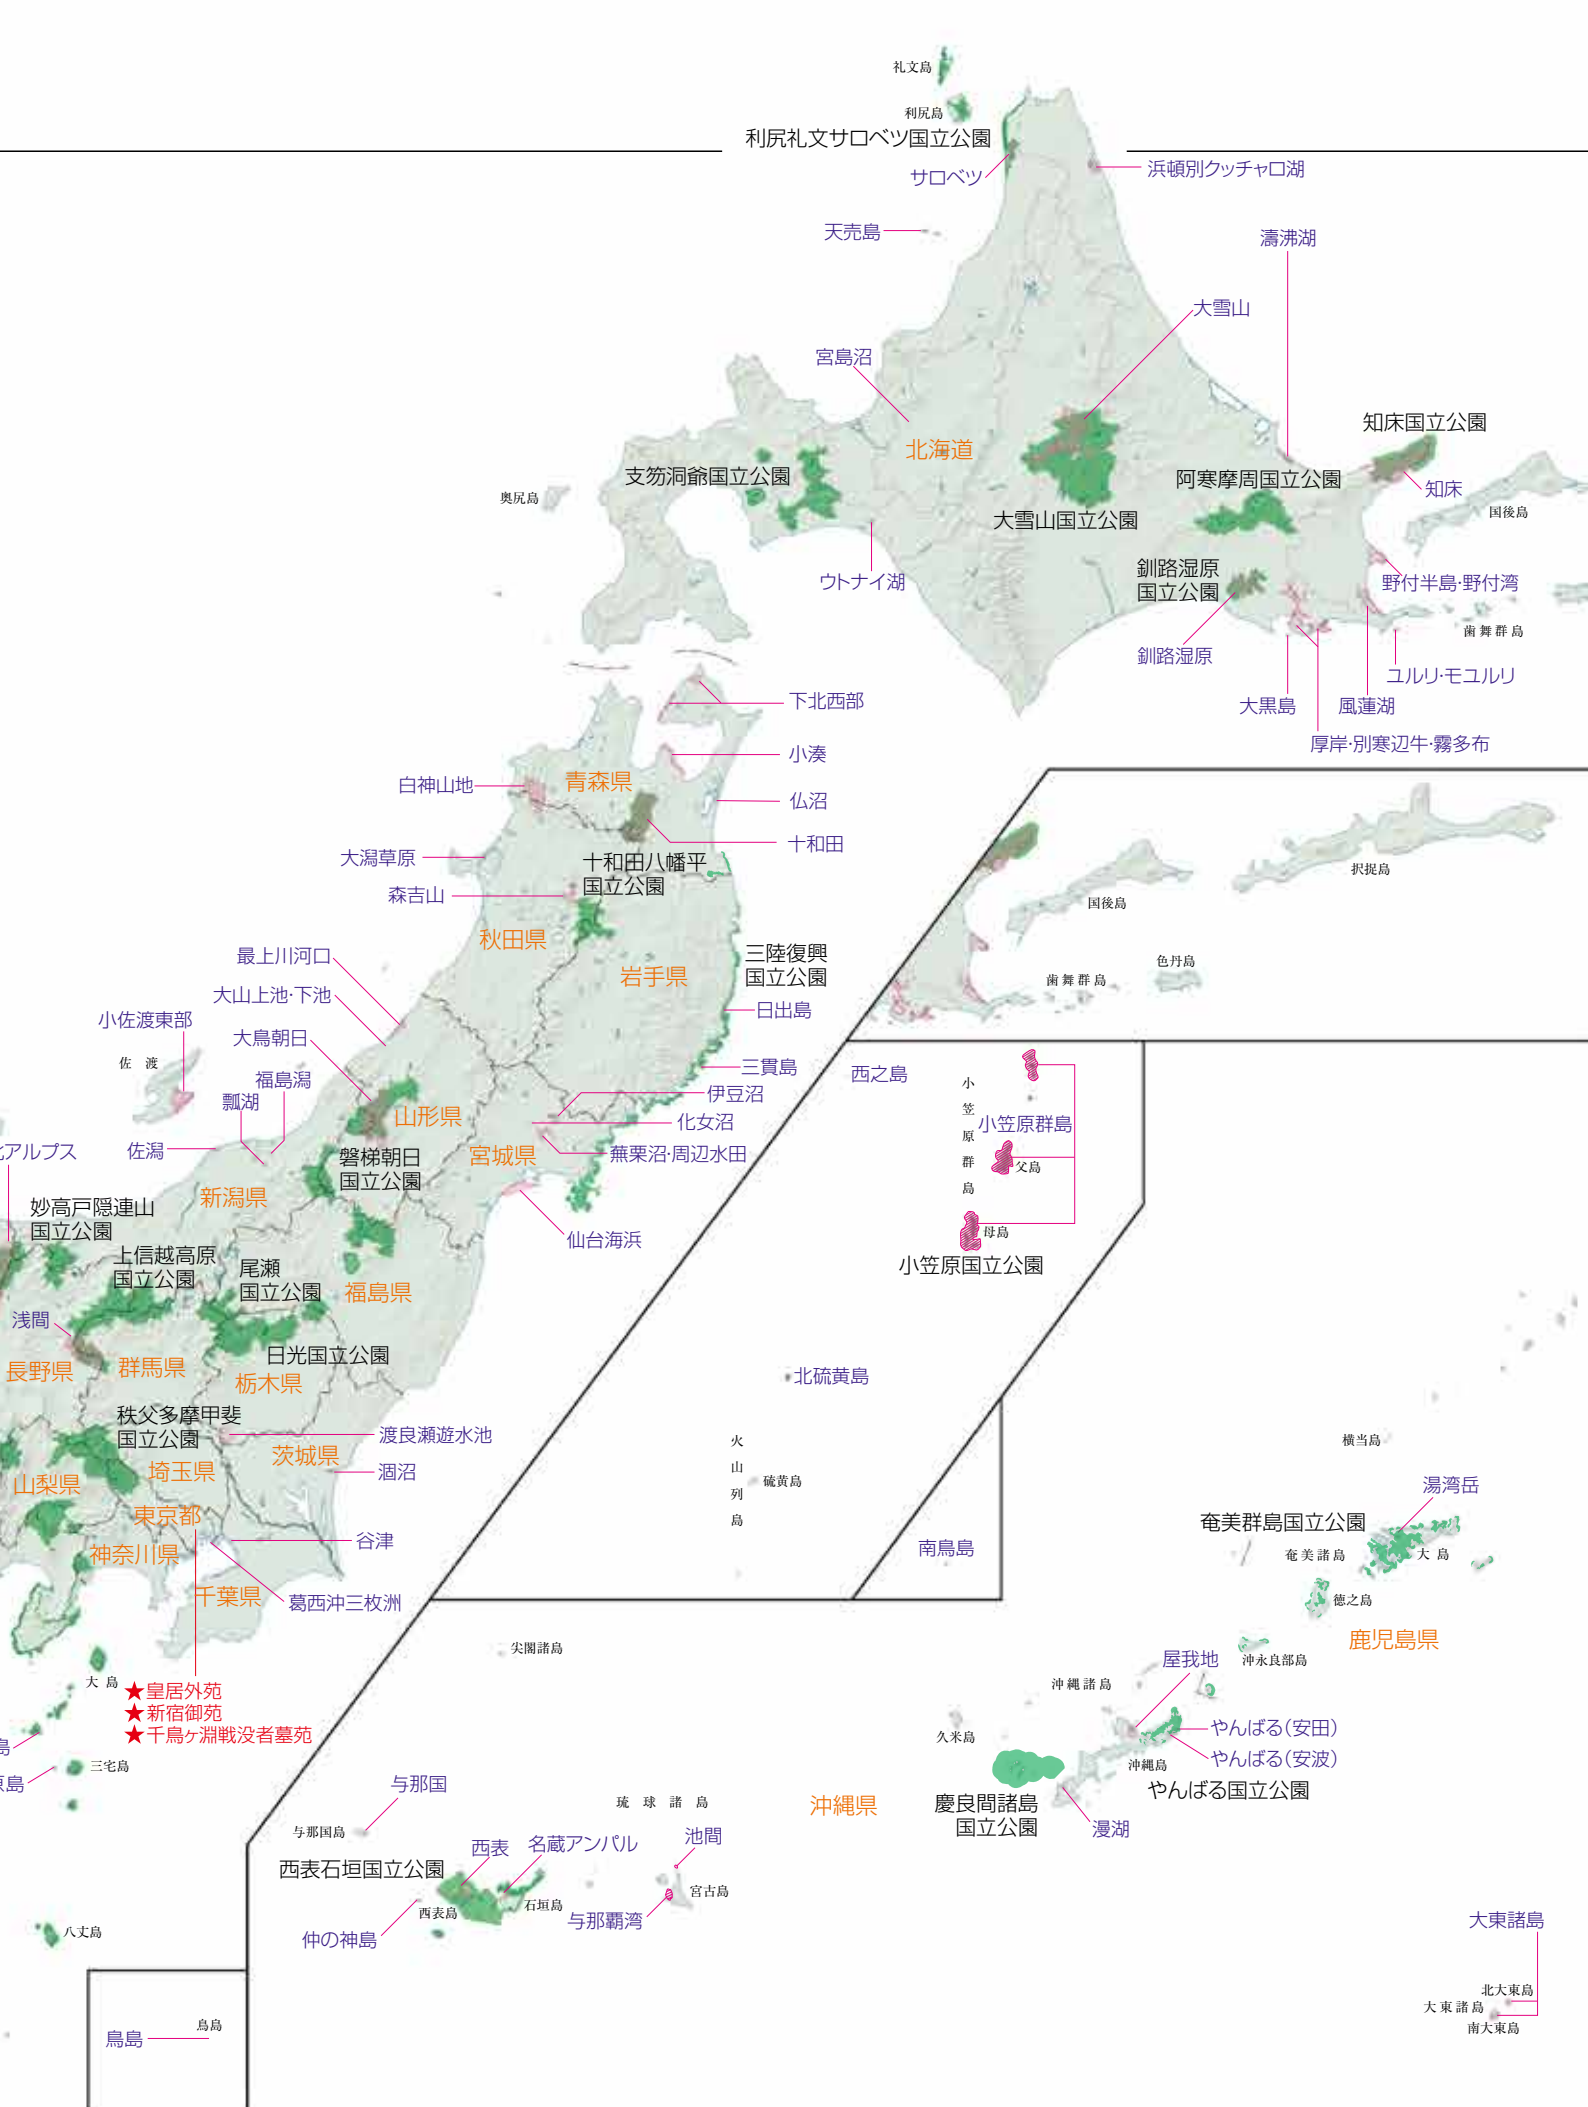 礼文島
利尻島
利尻礼文サロベツ国立公園
サロベツ
浜頓別クッチャロ湖
天売島
濤沸湖
大雪山
宮島沼
知床国立公園
北海道
支笏洞爺国立公園
阿寒摩周国立公園
知床
奥尻島
国後島
大雪山国立公園
釧路湿原
国立公園
ウトナイ湖
野付半島・野付湾
歯舞群島
釧路湿原
ユルリ・モユルリ
大黒島
風蓮湖
厚岸・別寒辺牛・霧多布
下北西部
小湊
青森県
白神山地
仏沼
十和田
大潟草原
十和田八幡平
国立公園
森吉山
択捉島
国後島
秋田県
三陸復興
国立公園
最上川河口
岩手県
色丹島
歯舞群島
大山上池・下池
日出島
小佐渡東部
大鳥朝日
佐渡
三貫島
西之島
福島潟
小笠原群島
伊豆沼
瓢湖
山形県
化女沼
小笠原群島
アルプス
佐潟
磐梯朝日
国立公園
宮城県
蕪栗沼・周辺水田
父島
新潟県
妙高戸隠連山
国立公園
母島
仙台海浜
上信越高原
国立公園
尾瀬
国立公園
小笠原国立公園
福島県
浅間
日光国立公園
長野県
群馬県
栃木県
北硫黄島
秩父多摩甲斐
国立公園
渡良瀬遊水池
茨城県
火山列島
横当島
埼玉県
涸沼
硫黄島
山梨県
湯湾岳
東京都
奄美群島国立公園
谷津
南鳥島
神奈川県
奄美諸島
大島
千葉県
葛西沖三枚洲
徳之島
鹿児島県
尖閣諸島
屋我地
沖永良部島
大島
沖縄諸島
★皇居外苑
★新宿御苑
★千鳥ヶ淵戦没者墓苑
久米島
やんばる（安田）
やんばる（安波）
島
三宅島
沖縄島
島
与那国
やんばる国立公園
琉球諸島
沖縄県
慶良間諸島
国立公園
漫湖
与那国島
西表
名蔵アンパル
池間
西表石垣国立公園
宮古島
石垣島
西表島
与那覇湾
大東諸島
八丈島
仲の神島
北大東島
大東諸島
南大東島
鳥島
鳥島